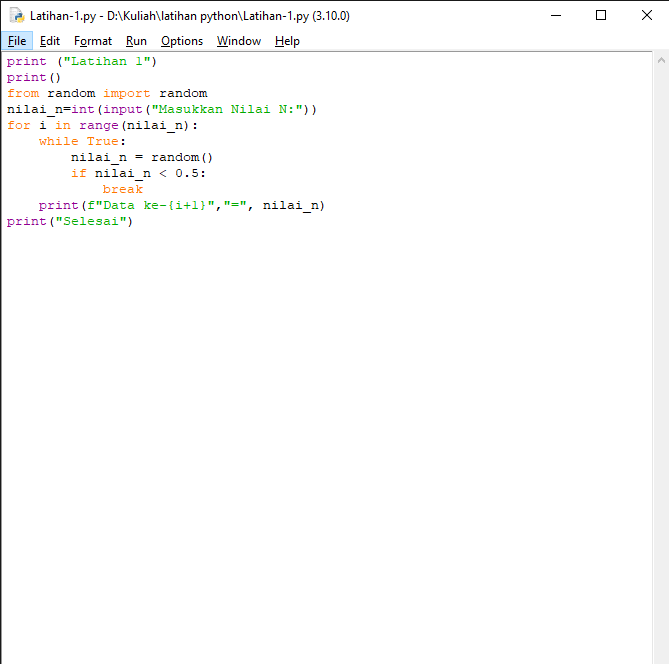 Latihan-1.py - D:\Kuliah\latihan python\Latihan-1.py (3.10.0)
File Edit Format Run Options Window Help
print ("Latihan 1")
print()
from random import random
nilai_n=int(input("Masukkan Nilai N:"))
for i in range(nilai_n):
    while True:
        nilai_n = random()
        if nilai_n < 0.5:
            break
    print(f"Data ke-{i+1}","=", nilai_n)
print("Selesai")